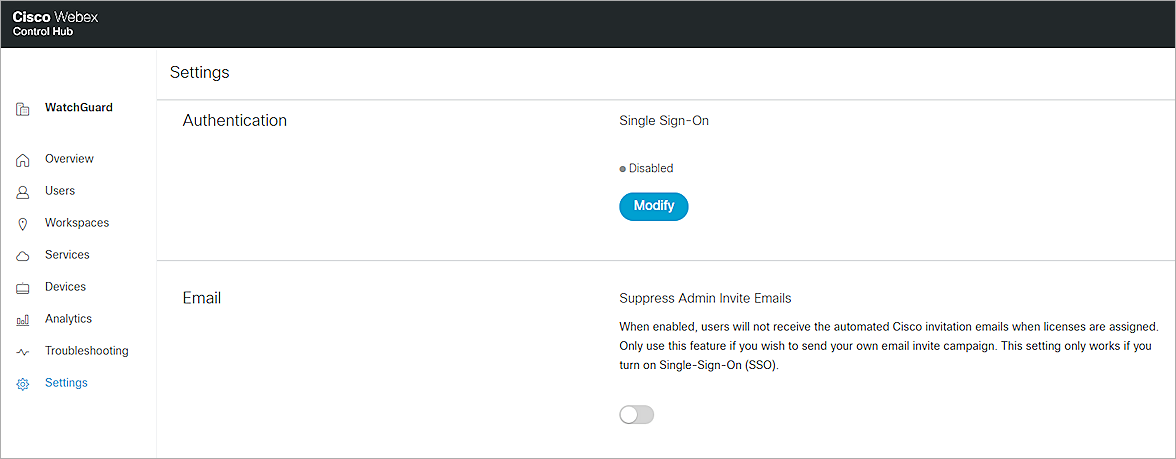 Cisco Webex
Control Hub
Settings
WatchGuard
Overview
Users
Workspaces
Services
Devices
Analytics
Troubleshooting
Settings
Authentication
Single Sign-On
Disabled
Modify
Email
Suppress Admin Invite Emails
When enabled, users will not receive the automated Cisco invitation emails when licenses are assigned.
Only use this feature if you wish to send your own email invite campaign. This setting only works if you
turn on Single-Sign-On (SSO).